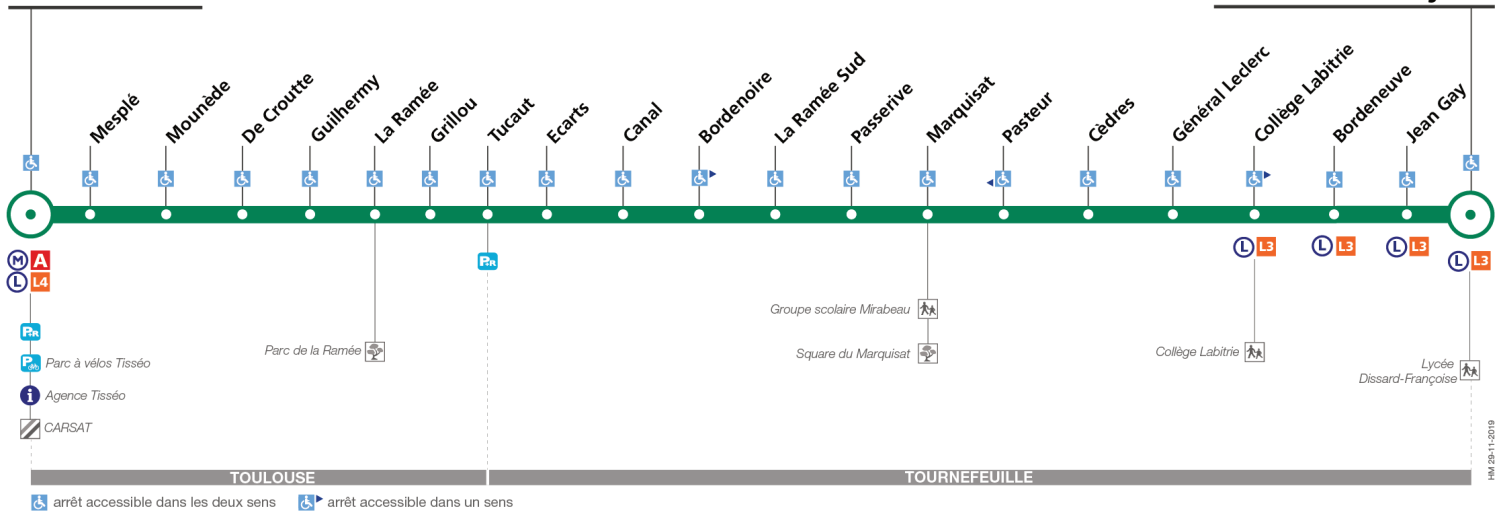 Mesplé
Mounède
De Croutte
Guilhermy
La Ramée
Grillou
Tucaut
Ecarts
Canal
Bordenoire
La Ramée Sud
Passerive
Marquisat
Pasteur
Cèdres
Général Leclerc
Collège Labitrie
Bordeneuve
Jean Gay
M A
L L4
P+R
P Parc à vélos Tisséo
i Agence Tisséo
CARSAT
Parc de la Ramée
P+R
Groupe scolaire Mirabeau
Square du Marquisat
L L3
Collège Labitrie
L L3
L L3
L L3
Lycée
Dissard-Françoise
HM 29-11-2019
TOULOUSE
TOURNEFEUILLE
arrêt accessible dans les deux sens
arrêt accessible dans un sens